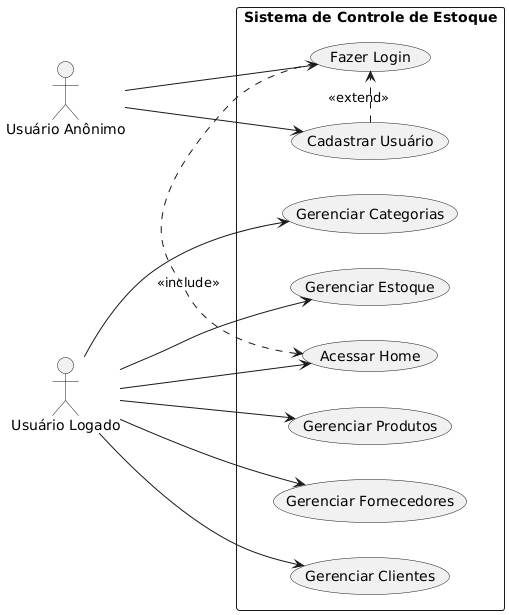 Sistema de Controle de Estoque
Fazer Login
«extend»
Usuário Anônimo
Cadastrar Usuário
Gerenciar Categorias
«include»
Gerenciar Estoque
Acessar Home
Usuário Logado
Gerenciar Produtos
Gerenciar Fornecedores
Gerenciar Clientes